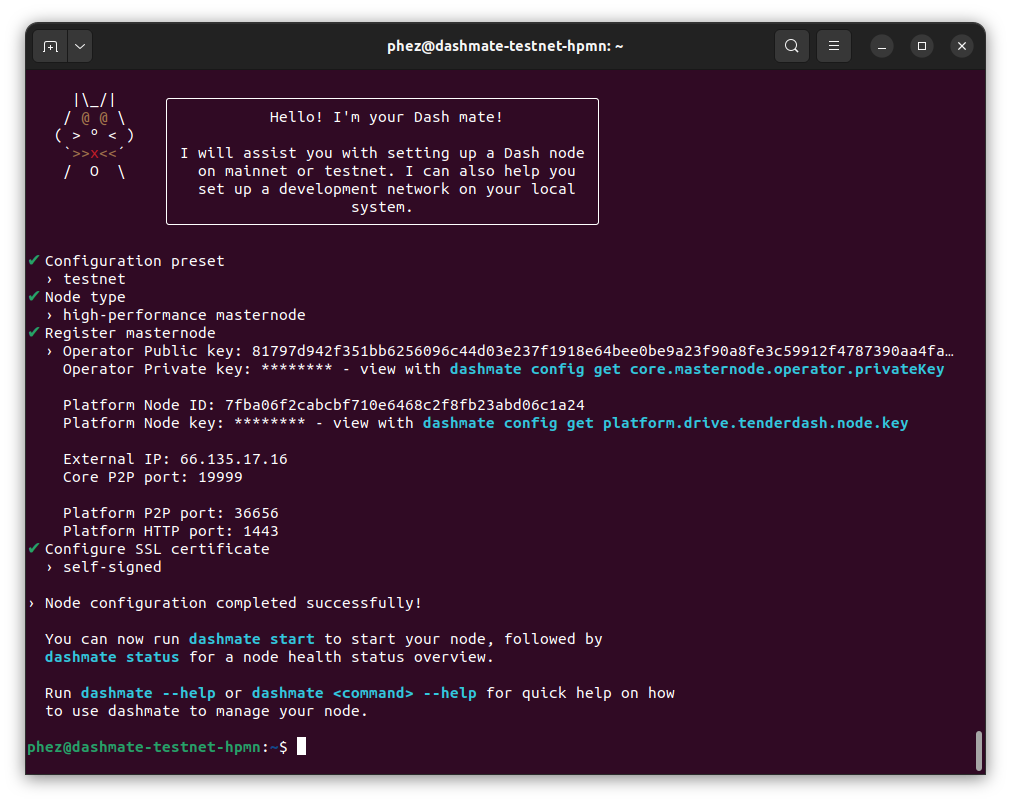 phez@dashmate-testnet-hpmn: ~
|\_/|
/ @ @ \
( > º < )
`>>x<<´
/  O  \
Hello! I'm your Dash mate!
I will assist you with setting up a Dash node
on mainnet or testnet. I can also help you
set up a development network on your local
system.
✔ Configuration preset
› testnet
✔ Node type
› high-performance masternode
✔ Register masternode
› Operator Public key: 81797d942f351bb6256096c44d03e237f1918e64bee0be9a23f90a8fe3c59912f4787390aa4fa…
Operator Private key: ******** - view with dashmate config get core.masternode.operator.privateKey
Platform Node ID: 7fba06f2cabcbf710e6468c2f8fb23abd06c1a24
Platform Node key: ******** - view with dashmate config get platform.drive.tenderdash.node.key
External IP: 66.135.17.16
Core P2P port: 19999
Platform P2P port: 36656
Platform HTTP port: 1443
✔ Configure SSL certificate
› self-signed
› Node configuration completed successfully!
You can now run dashmate start to start your node, followed by
dashmate status for a node health status overview.
Run dashmate --help or dashmate <command> --help for quick help on how
to use dashmate to manage your node.
phez@dashmate-testnet-hpmn:~$